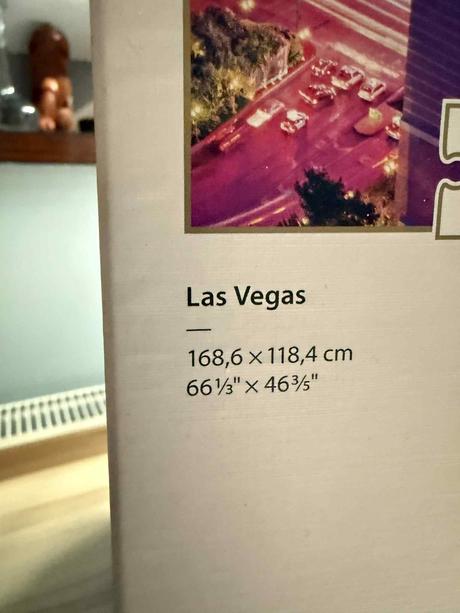 Las Vegas
168,6 × 118,4 cm
66⅓" × 46⅗"